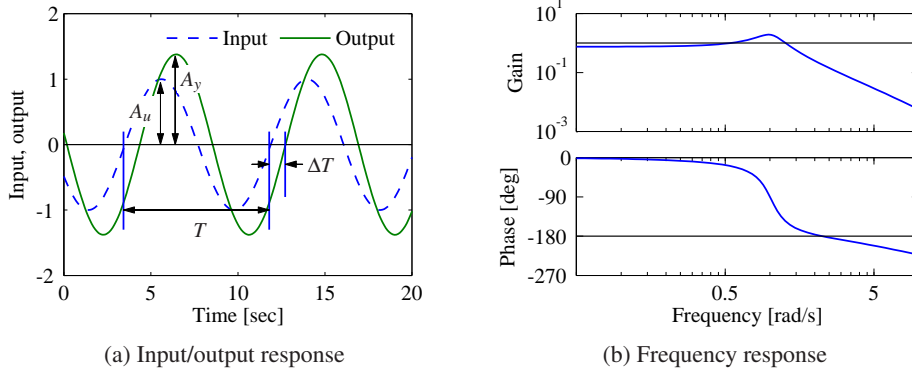 2
1
0
-1
-2
Input, output
Input
Output
A_u
A_y
ΔT
T
0
5
10
15
20
Time [sec]
(a) Input/output response
10^1
10^-1
10^-3
Gain
0
-90
-180
-270
Phase [deg]
0.5
5
Frequency [rad/s]
(b) Frequency response